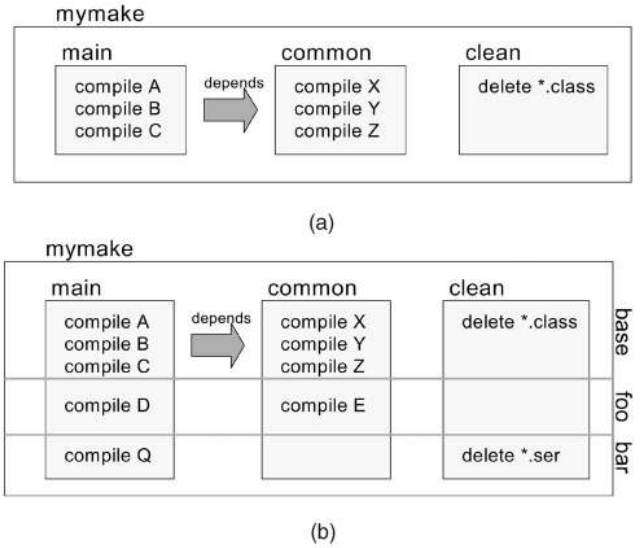 mymake
main common clean
compile A depends compile X delete *.class
compile B compile Y
compile C compile Z
(a)
mymake
main common clean
compile A depends compile X delete *.class base
compile B compile Y
compile C compile Z
compile D compile E foo
compile Q delete *.ser bar
(b)